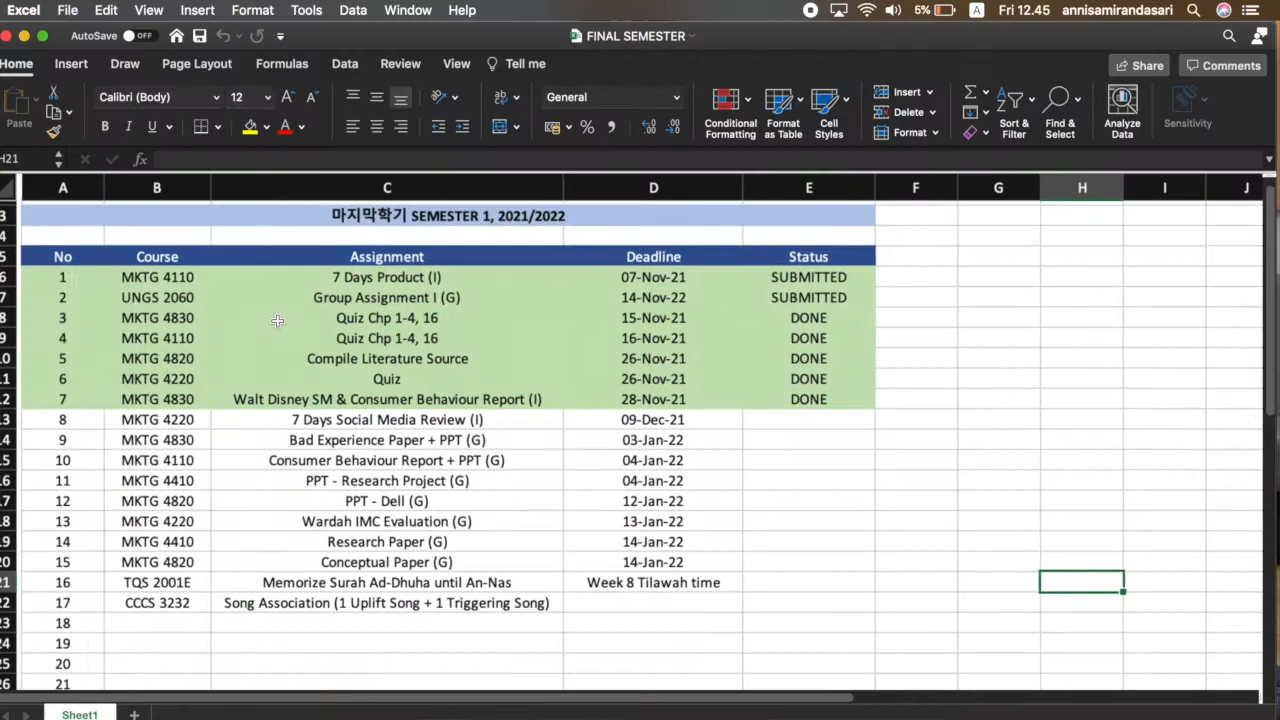 Excel File Edit View Insert Format Tools Data Window Help 5% A Fri 12.45 annisamirandasari
AutoSave OFF FINAL SEMESTER
Home Insert Draw Page Layout Formulas Data Review View Tell me Share Comments
Paste Calibri (Body) 12 General Conditional Formatting Format as Table Cell Styles Insert Delete Format Sort & Filter Find & Select Analyze Data Sensitivity
H21 fx
A B C D E F G H I J
3 마지막학기 SEMESTER 1, 2021/2022
4
5 No Course Assignment Deadline Status
6 1 MKTG 4110 7 Days Product (I) 07-Nov-21 SUBMITTED
7 2 UNGS 2060 Group Assignment I (G) 14-Nov-22 SUBMITTED
8 3 MKTG 4830 Quiz Chp 1-4, 16 15-Nov-21 DONE
9 4 MKTG 4110 Quiz Chp 1-4, 16 16-Nov-21 DONE
10 5 MKTG 4820 Compile Literature Source 26-Nov-21 DONE
11 6 MKTG 4220 Quiz 26-Nov-21 DONE
12 7 MKTG 4830 Walt Disney SM & Consumer Behaviour Report (I) 28-Nov-21 DONE
13 8 MKTG 4220 7 Days Social Media Review (I) 09-Dec-21
14 9 MKTG 4830 Bad Experience Paper + PPT (G) 03-Jan-22
15 10 MKTG 4110 Consumer Behaviour Report + PPT (G) 04-Jan-22
16 11 MKTG 4410 PPT - Research Project (G) 04-Jan-22
17 12 MKTG 4820 PPT - Dell (G) 12-Jan-22
18 13 MKTG 4220 Wardah IMC Evaluation (G) 13-Jan-22
19 14 MKTG 4410 Research Paper (G) 14-Jan-22
20 15 MKTG 4820 Conceptual Paper (G) 14-Jan-22
21 16 TQS 2001E Memorize Surah Ad-Dhuha until An-Nas Week 8 Tilawah time
22 17 CCCS 3232 Song Association (1 Uplift Song + 1 Triggering Song)
23 18
24 19
25 20
26 21
Sheet1 +